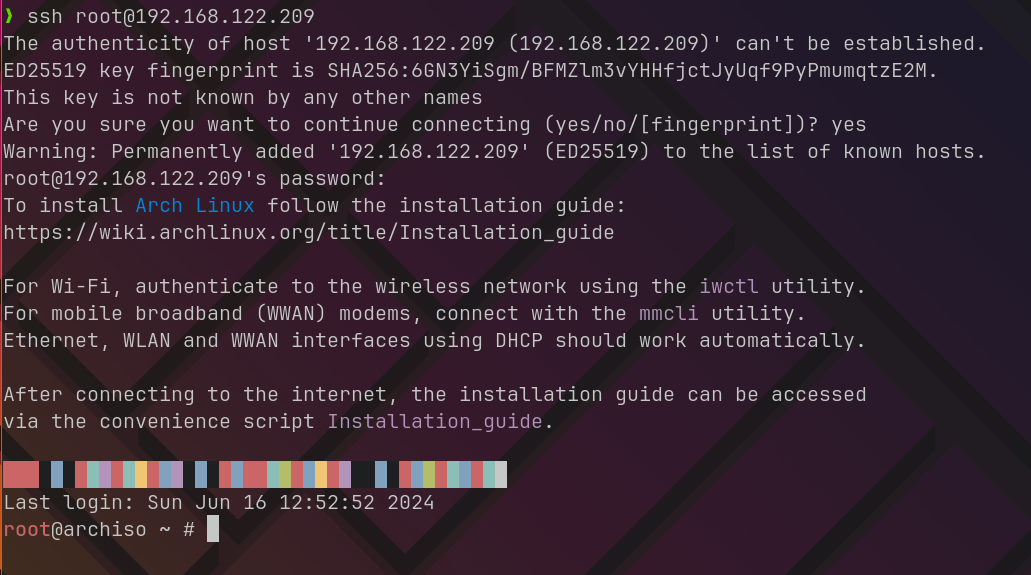 ❯ ssh root@192.168.122.209
The authenticity of host '192.168.122.209 (192.168.122.209)' can't be established.
ED25519 key fingerprint is SHA256:6GN3YiSgm/BFMZlm3vYHHfjctJyUqf9PyPmumqtzE2M.
This key is not known by any other names
Are you sure you want to continue connecting (yes/no/[fingerprint])? yes
Warning: Permanently added '192.168.122.209' (ED25519) to the list of known hosts.
root@192.168.122.209's password:
To install Arch Linux follow the installation guide:
https://wiki.archlinux.org/title/Installation_guide
For Wi-Fi, authenticate to the wireless network using the iwctl utility.
For mobile broadband (WWAN) modems, connect with the mmcli utility.
Ethernet, WLAN and WWAN interfaces using DHCP should work automatically.
After connecting to the internet, the installation guide can be accessed
via the convenience script Installation_guide.
Last login: Sun Jun 16 12:52:52 2024
root@archiso ~ #